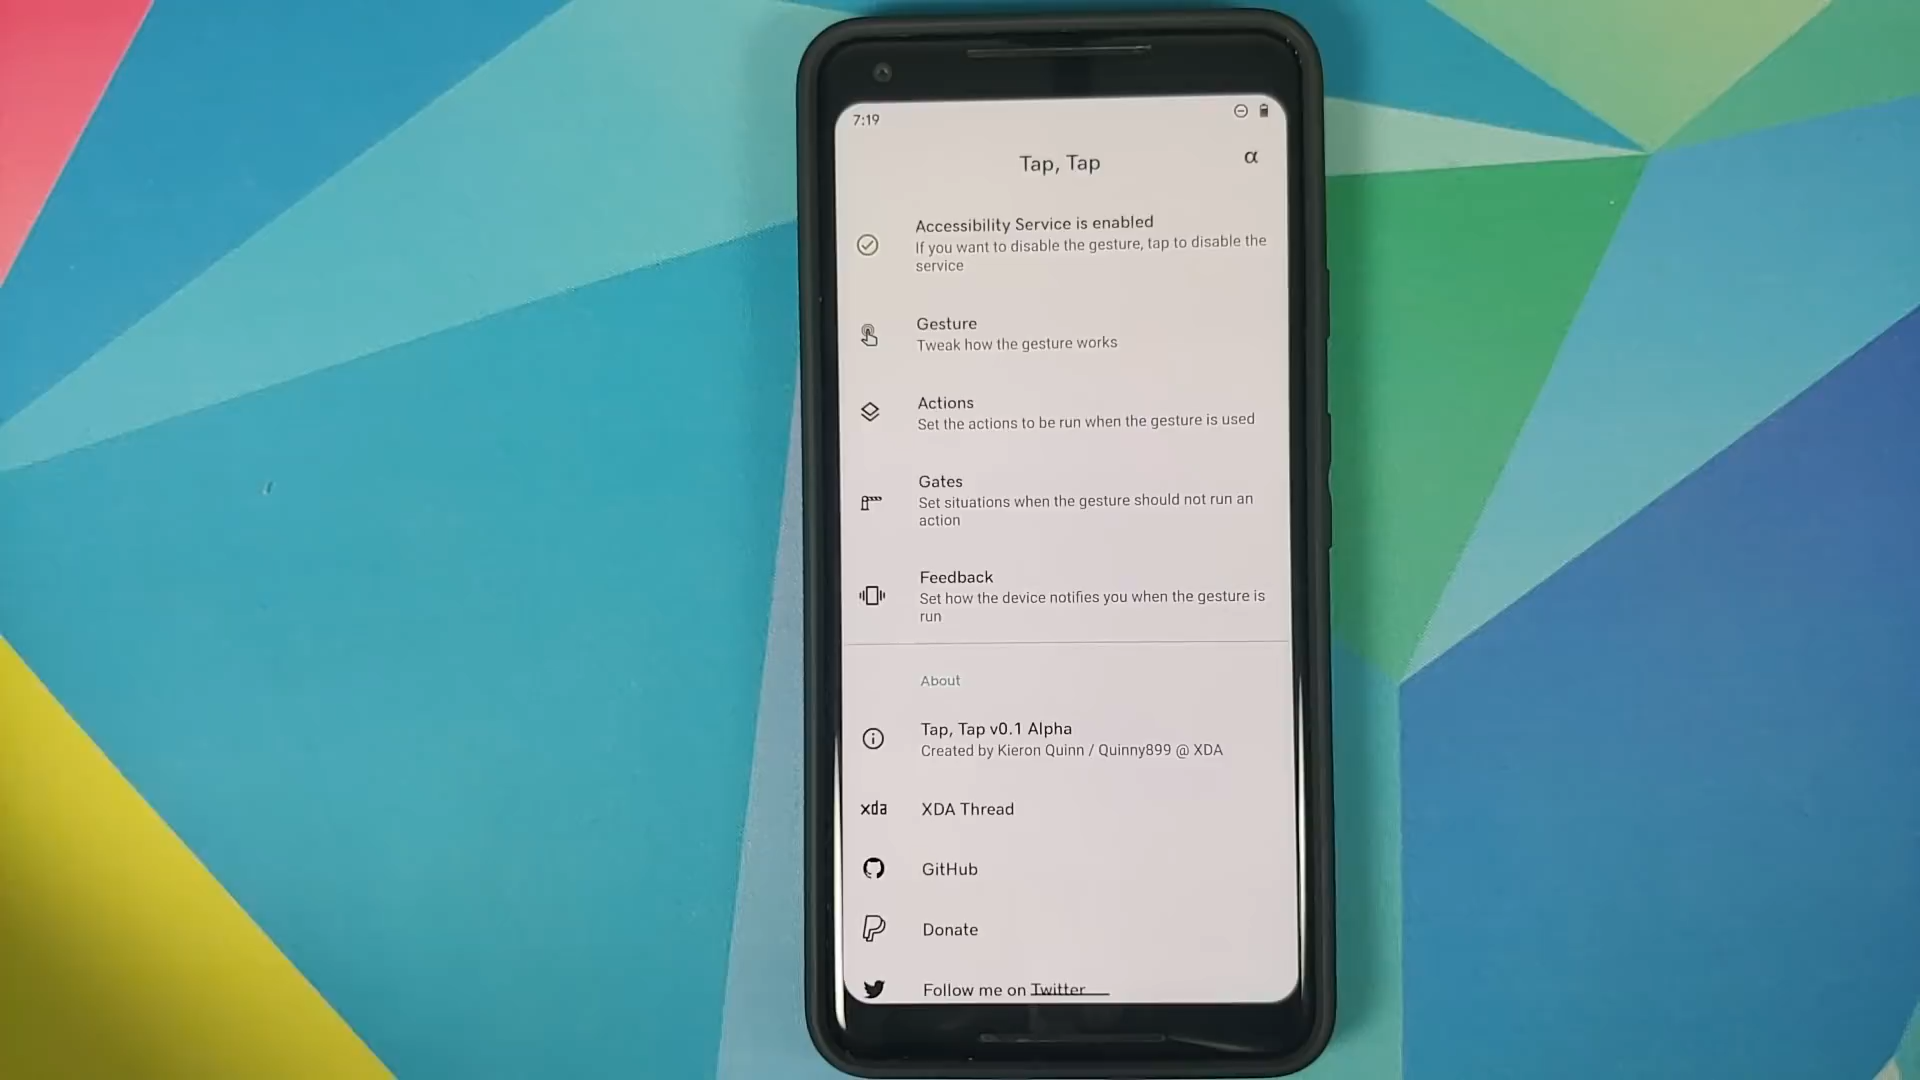 7:19
Tap, Tap
α
Accessibility Service is enabled
If you want to disable the gesture, tap to disable the
service
Gesture
Tweak how the gesture works
Actions
Set the actions to be run when the gesture is used
Gates
Set situations when the gesture should not run an
action
Feedback
Set how the device notifies you when the gesture is
run
About
Tap, Tap v0.1 Alpha
Created by Kieron Quinn / Quinny899 @ XDA
xda
XDA Thread
GitHub
Donate
Follow me on Twitter